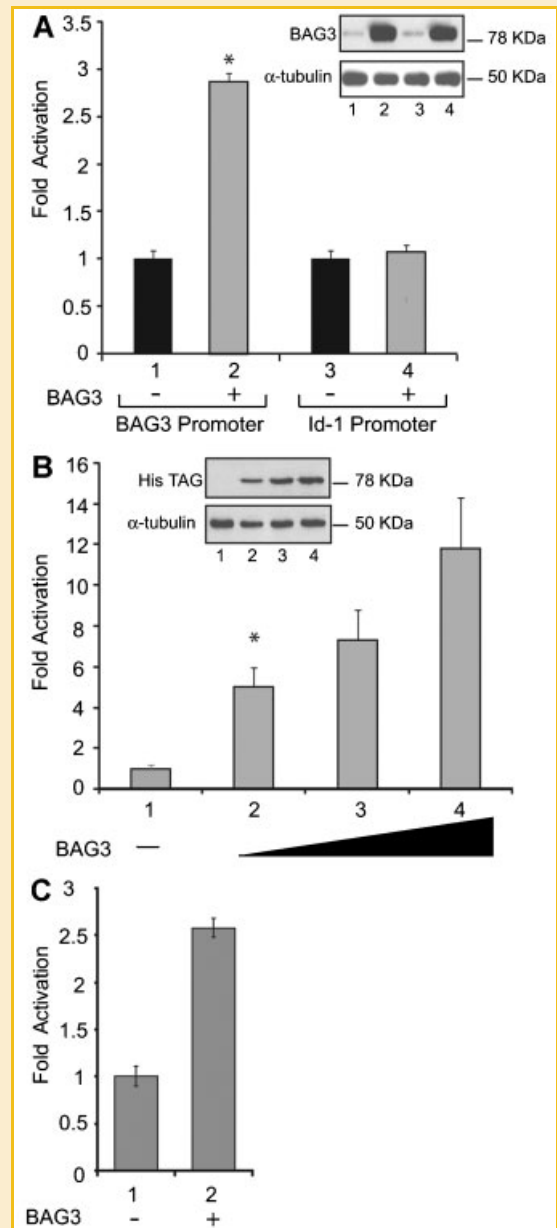 A
Fold Activation
3.5
3
2.5
2
1.5
1
0.5
0
*
BAG3
78 KDa
α-tubulin
50 KDa
1 2 3 4
1 2 3 4
BAG3 - + - +
BAG3 Promoter Id-1 Promoter
B
Fold Activation
16
14
12
10
8
6
4
2
0
His TAG
78 KDa
α-tubulin
50 KDa
1 2 3 4
*
1 2 3 4
BAG3 —
C
Fold Activation
3
2.5
2
1.5
1
0.5
0
1 2
BAG3 - +